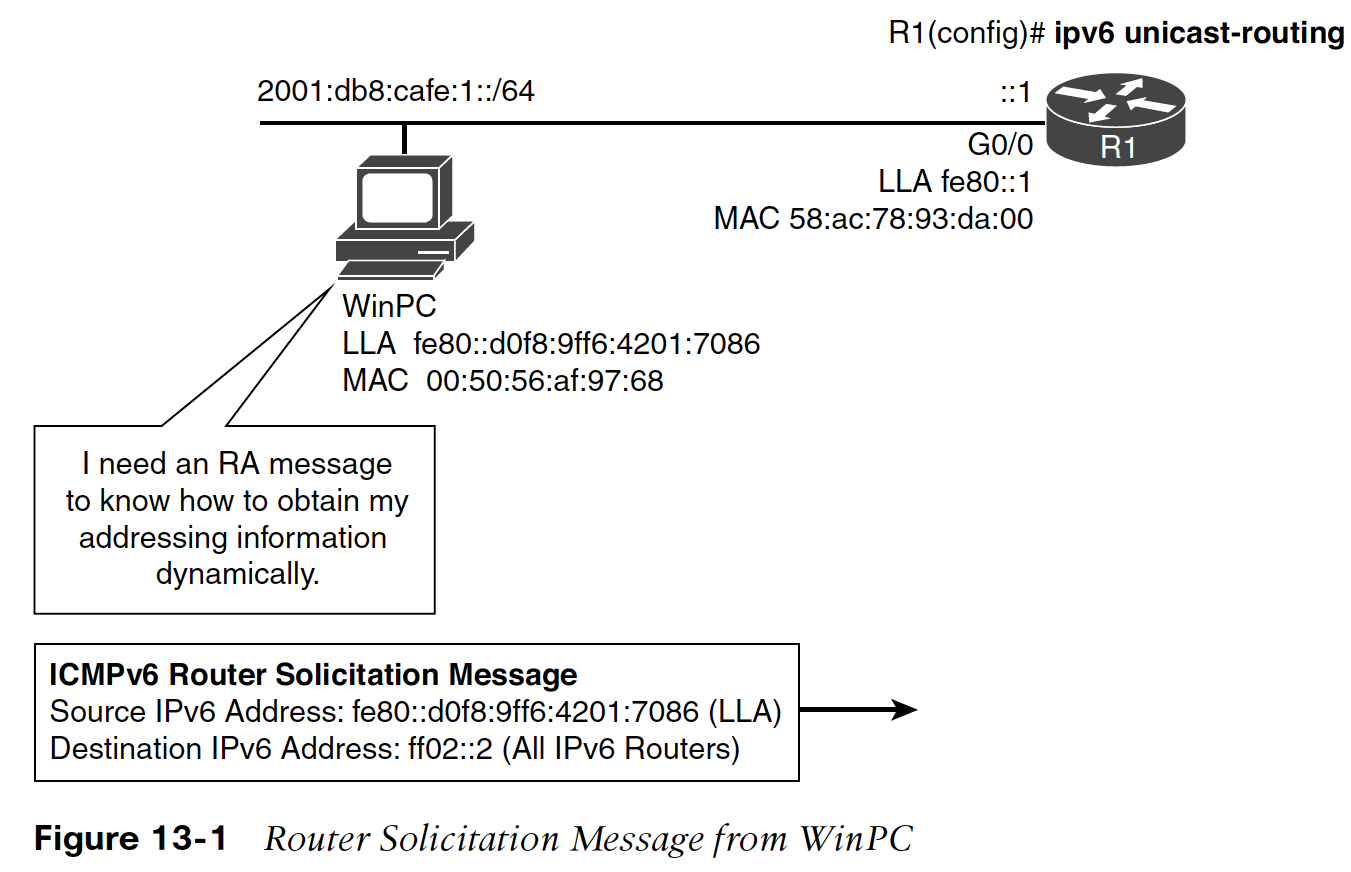 R1(config)# ipv6 unicast-routing
2001:db8:cafe:1::/64
::1
G0/0
R1
LLA fe80::1
MAC 58:ac:78:93:da:00
WinPC
LLA fe80::d0f8:9ff6:4201:7086
MAC 00:50:56:af:97:68
I need an RA message
to know how to obtain my
addressing information
dynamically.
ICMPv6 Router Solicitation Message
Source IPv6 Address: fe80::d0f8:9ff6:4201:7086 (LLA)
Destination IPv6 Address: ff02::2 (All IPv6 Routers)
Figure 13-1 Router Solicitation Message from WinPC